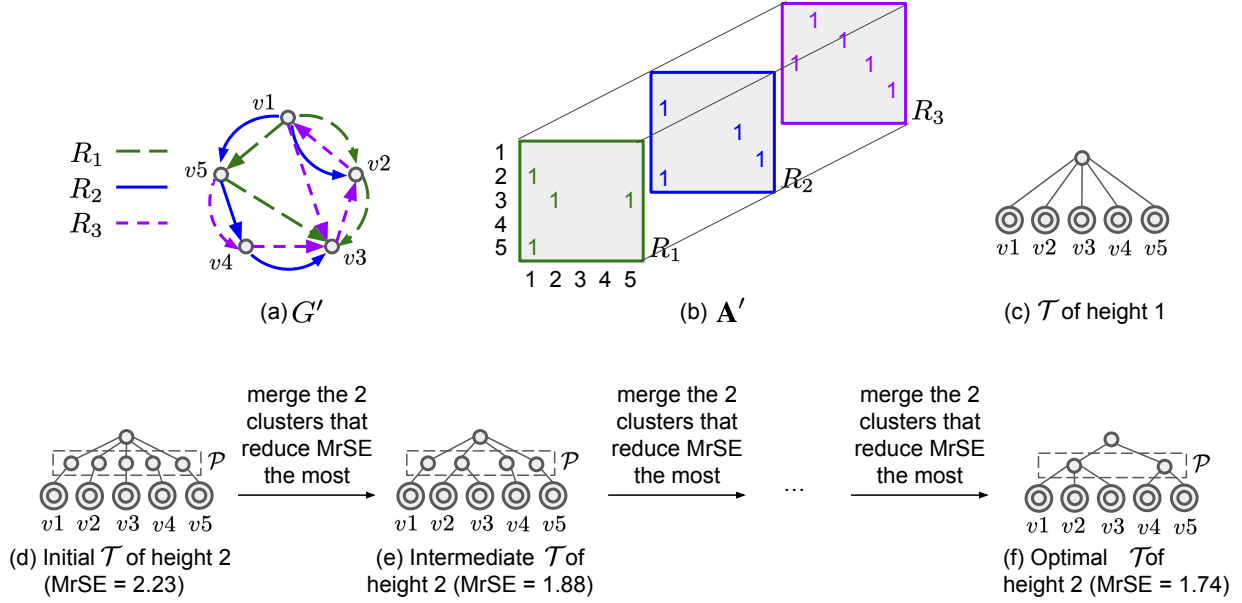 v1
v2
v3
v4
v5
R1
R2
R3
(a) G′
1
2
3
4
5
1 2 3 4 5
1
1 1
1
R1
1
1
1
1
R2
1
1
1
1
1
R3
(b) A′
v1 v2 v3 v4 v5
(c) 𝒯 of height 1
𝒫
v1 v2 v3 v4 v5
(d) Initial 𝒯 of height 2
(MrSE = 2.23)
merge the 2
clusters that
reduce MrSE
the most
𝒫
v1 v2 v3 v4 v5
(e) Intermediate 𝒯 of
height 2 (MrSE = 1.88)
merge the 2
clusters that
reduce MrSE
the most
...
merge the 2
clusters that
reduce MrSE
the most
𝒫
v1 v2 v3 v4 v5
(f) Optimal 𝒯 of
height 2 (MrSE = 1.74)